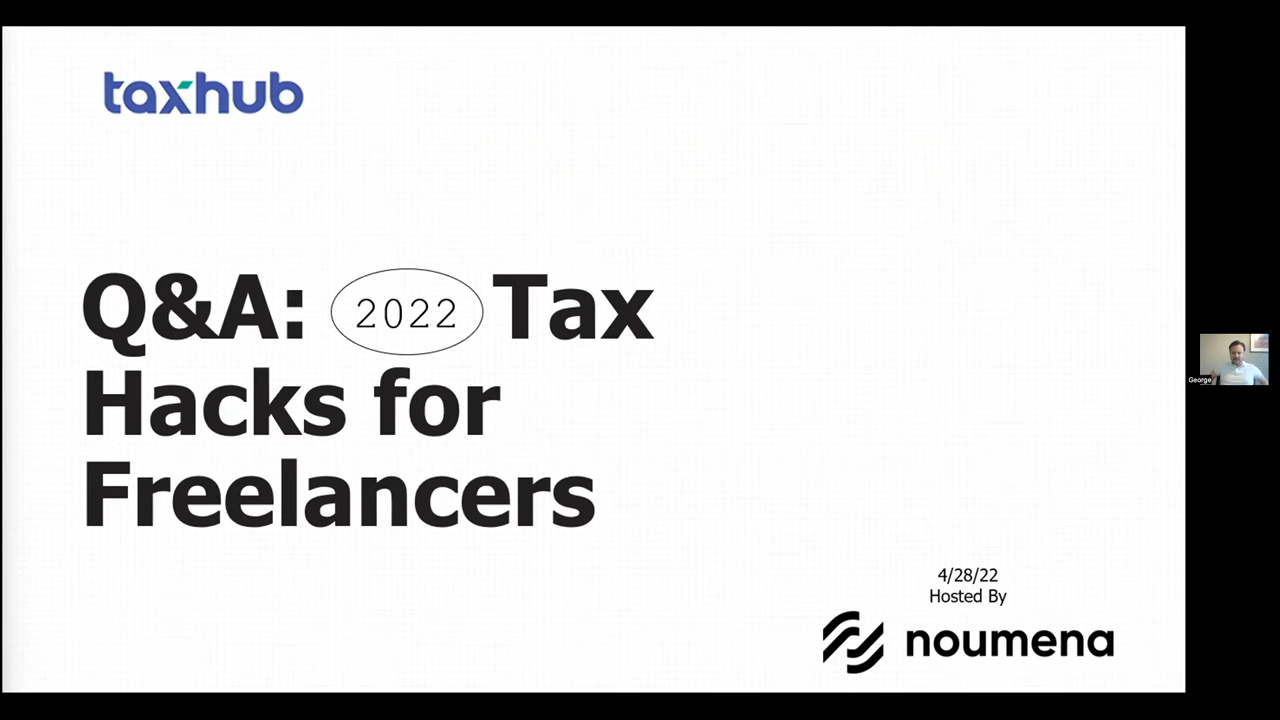 taxhub
Q&A: 2022 Tax
Hacks for
Freelancers
4/28/22
Hosted By
noumena
George